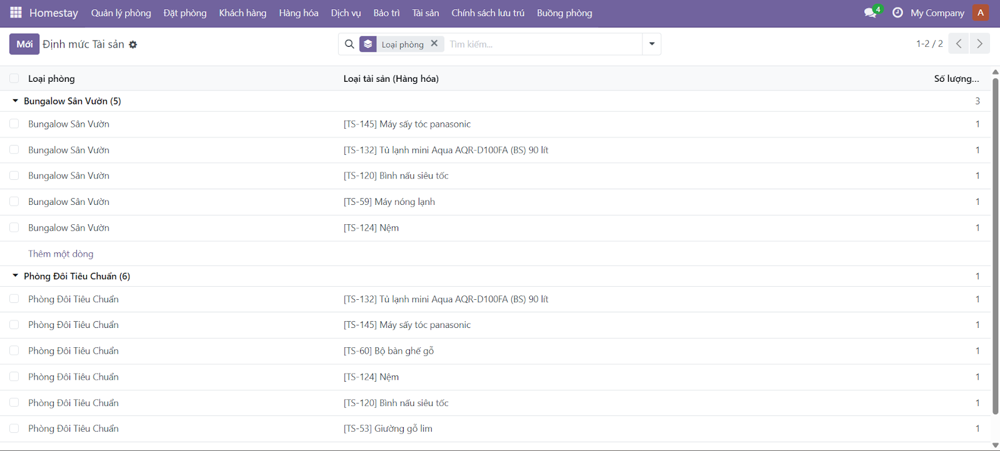 Homestay Quản lý phòng Đặt phòng Khách hàng Hàng hóa Dịch vụ Bảo trì Tài sản Chính sách lưu trú Buồng phòng 4 My Company A
Mới Định mức Tài sản Loại phòng Tìm kiếm... 1-2 / 2
Loại phòng Loại tài sản (Hàng hóa) Số lượng...
Bungalow Sân Vườn (5) 3
Bungalow Sân Vườn [TS-145] Máy sấy tóc panasonic 1
Bungalow Sân Vườn [TS-132] Tủ lạnh mini Aqua AQR-D100FA (BS) 90 lít 1
Bungalow Sân Vườn [TS-120] Bình nấu siêu tốc 1
Bungalow Sân Vườn [TS-59] Máy nóng lạnh 1
Bungalow Sân Vườn [TS-124] Nệm 1
Thêm một dòng
Phòng Đôi Tiêu Chuẩn (6) 1
Phòng Đôi Tiêu Chuẩn [TS-132] Tủ lạnh mini Aqua AQR-D100FA (BS) 90 lít 1
Phòng Đôi Tiêu Chuẩn [TS-145] Máy sấy tóc panasonic 1
Phòng Đôi Tiêu Chuẩn [TS-60] Bộ bàn ghế gỗ 1
Phòng Đôi Tiêu Chuẩn [TS-124] Nệm 1
Phòng Đôi Tiêu Chuẩn [TS-120] Bình nấu siêu tốc 1
Phòng Đôi Tiêu Chuẩn [TS-53] Giường gỗ lim 1